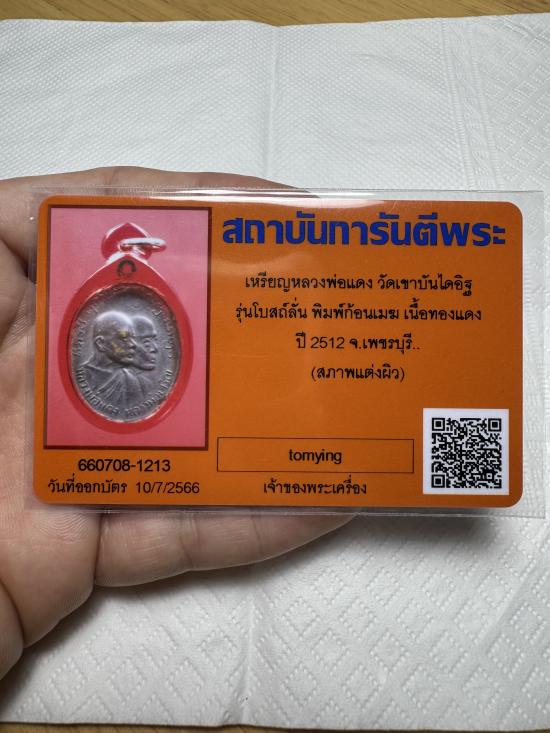 สถาบันการันตีพระ
เหรียญหลวงพ่อแดง วัดเขาบันไดอิฐ
รุ่นโบสถ์ลั่น พิมพ์ก้อนเมฆ เนื้อทองแดง
ปี 2512 จ.เพชรบุรี..
(สภาพแต่งผิว)
tomying
เจ้าของพระเครื่อง
660708-1213
วันที่ออกบัตร 10/7/2566